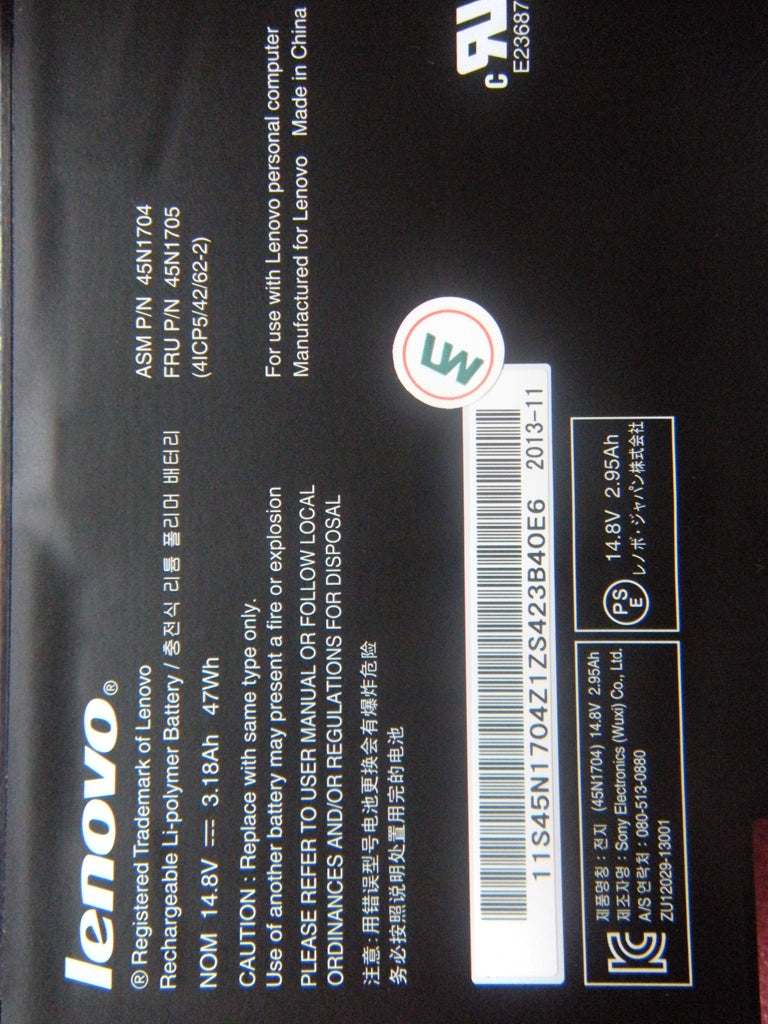 lenovo®
® Registered Trademark of Lenovo
Rechargeable Li-polymer Battery / 충전식 리튬 폴리머 배터리
NOM 14.8V ⎓ 3.18Ah 47Wh
ASM P/N 45N1704
FRU P/N 45N1705
(4ICP5/42/62-2)
CAUTION : Replace with same type only.
Use of another battery may present a fire or explosion
For use with Lenovo personal computer
Manufactured for Lenovo Made in China
PLEASE REFER TO USER MANUAL OR FOLLOW LOCAL
ORDINANCES AND/OR REGULATIONS FOR DISPOSAL
注意 : 用错误型号电池更换会有爆炸危险
务必按照说明处置用完的电池
EW
c RU
E23687
11S45N1704Z1ZS423B40E6 2013-11
제품명칭 : 전지 (45N1704) 14.8V 2.95Ah
제조자명 : Sony Electronics (Wuxi) Co., Ltd.
A/S 연락처 : 080-513-0880
ZU12029-13001
PS
E
14.8V 2.95Ah
レノボ・ジャパン株式会社